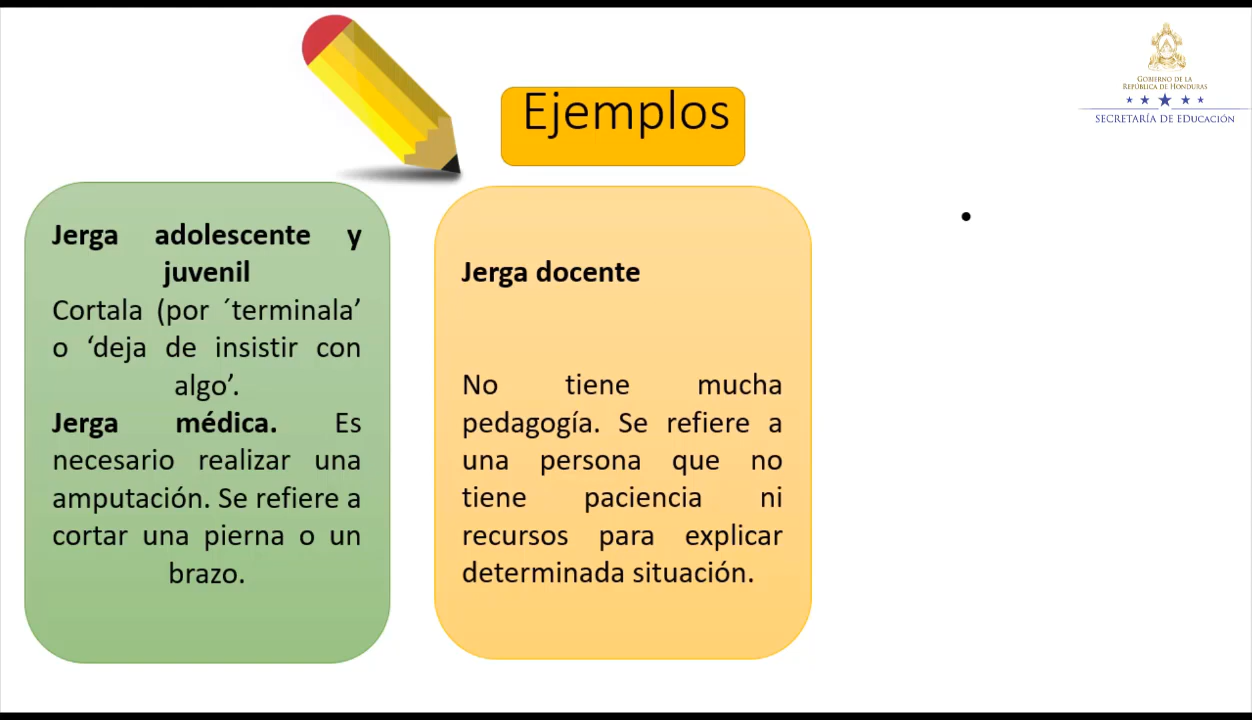 Ejemplos
GOBIERNO DE LA
REPÚBLICA DE HONDURAS
SECRETARÍA DE EDUCACIÓN
Jerga adolescente y
juvenil
Cortala (por ´terminala’
o ‘deja de insistir con
algo’.
Jerga médica. Es
necesario realizar una
amputación. Se refiere a
cortar una pierna o un
brazo.
Jerga docente
No tiene mucha
pedagogía. Se refiere a
una persona que no
tiene paciencia ni
recursos para explicar
determinada situación.